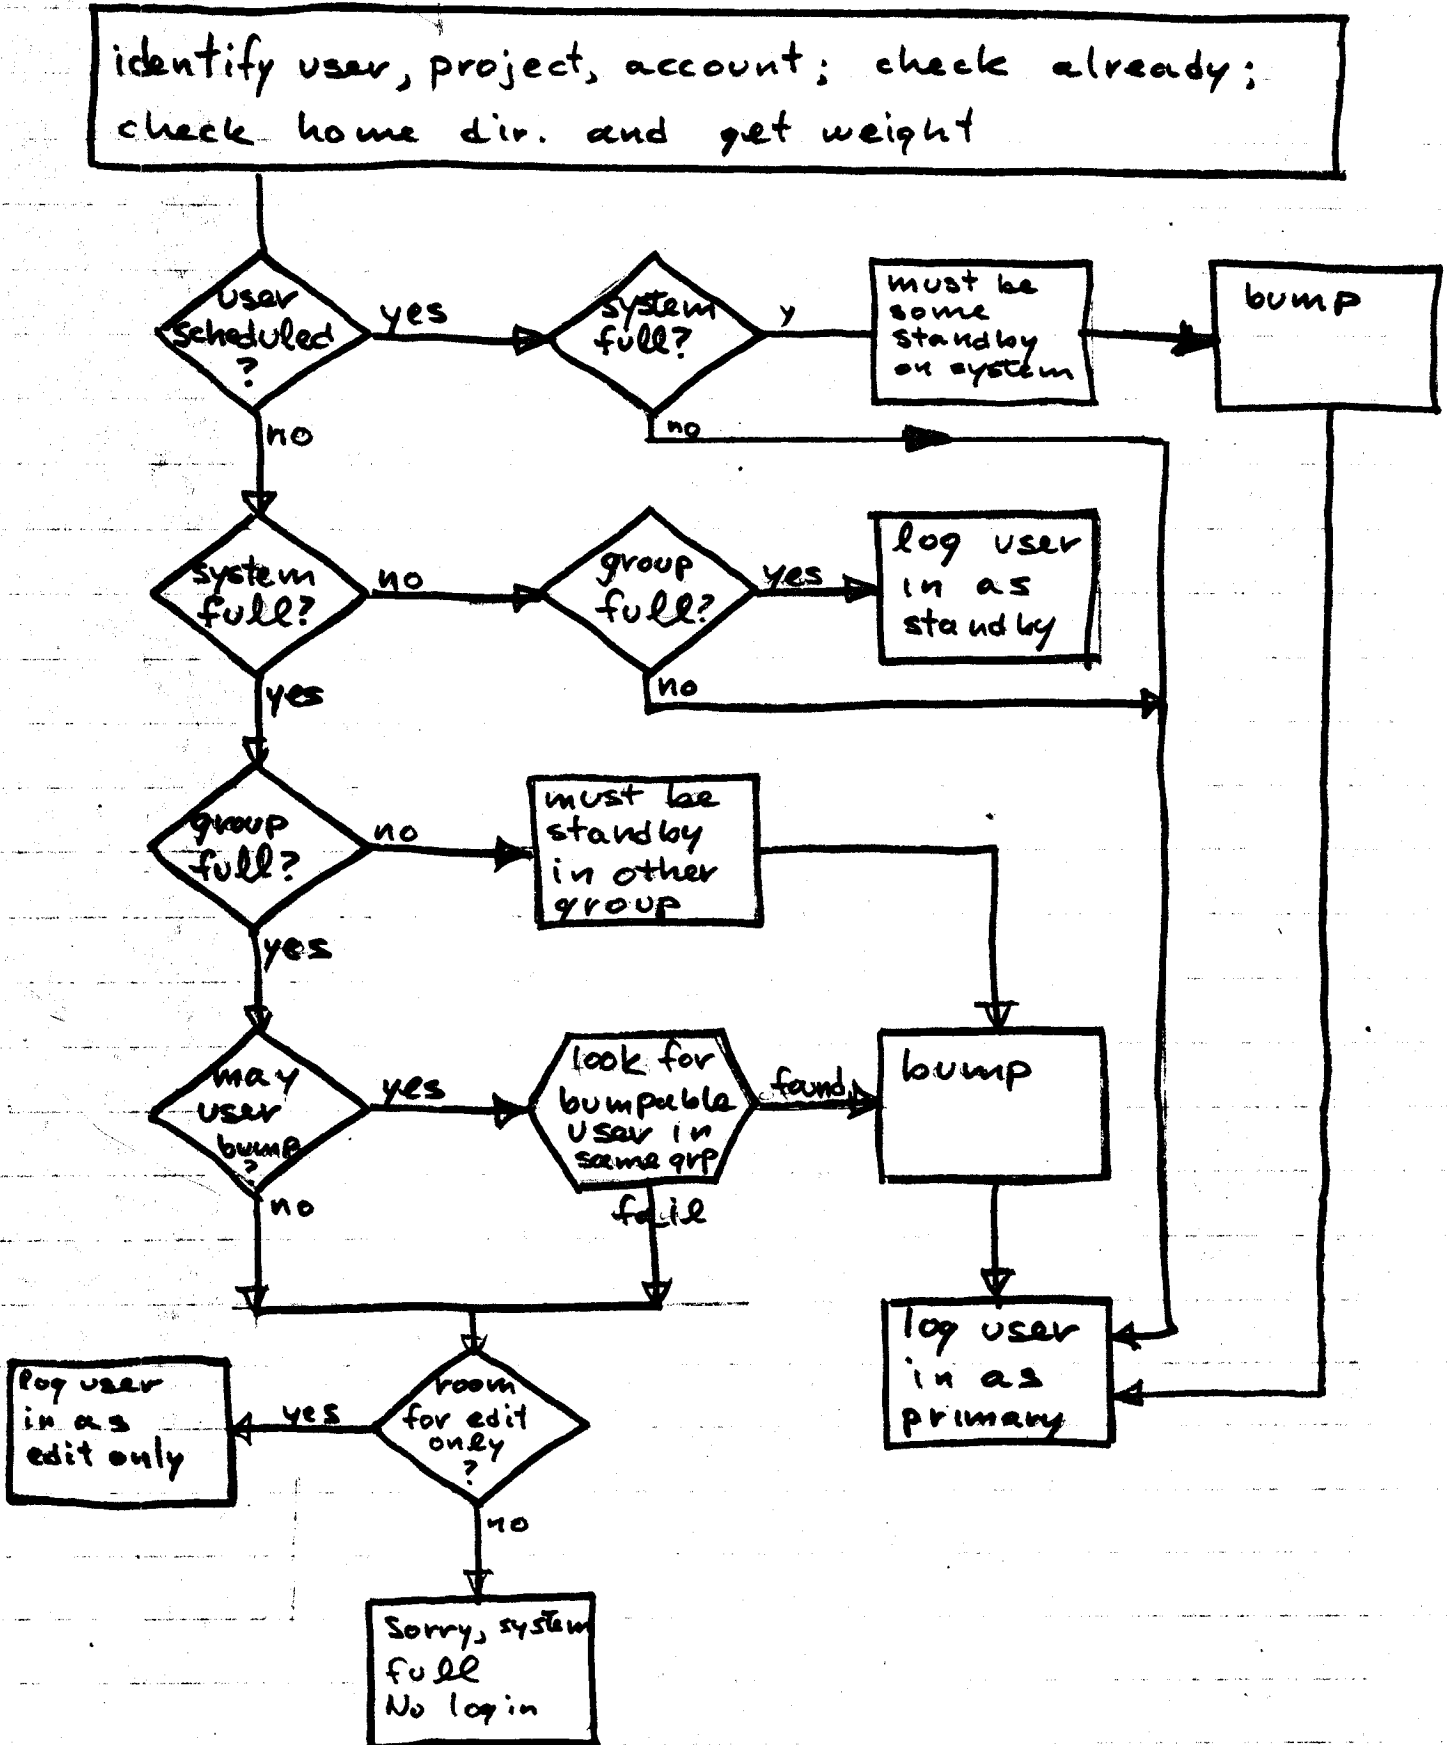 identify user, project, account; check already;
check home dir. and get weight
user
scheduled
?
yes
system
full?
y
must be
some
standby
on system
bump
no
no
system
full?
no
group
full?
yes
log user
in as
standby
yes
no
group
full?
no
must be
standby
in other
group
yes
may
user
bump
?
yes
look for
bumpable
user in
same grp
found
bump
no
fail
log user
in as
primary
room
for edit
only
?
yes
log user
in as
edit only
no
Sorry, system
full
No login